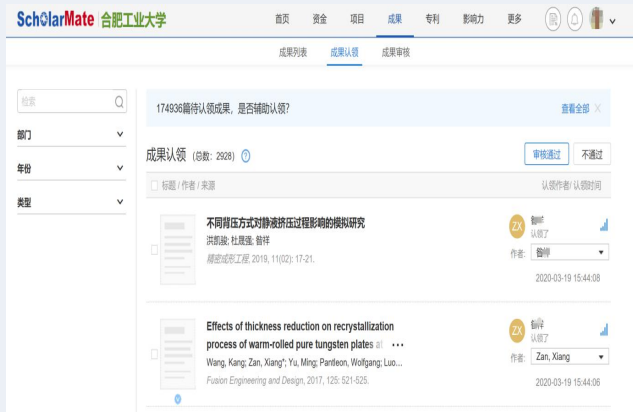 ScholarMate 合肥工业大学
首页 资金 项目 成果 专利 影响力 更多
成果列表 成果认领 成果审核
检索
174936篇待认领成果，是否辅助认领？ 查看全部
部门
年份
类型
成果认领 (总数: 2928)
审核通过 不通过
标题 / 作者 / 来源 认领作者/ 认领时间
不同背压方式对静液挤压过程影响的模拟研究
洪凯骏; 杜晟强; 昝祥
精密成形工程, 2019, 11(02): 17-21.
ZX
认领了
作者:
2020-03-19 15:44:08
Effects of thickness reduction on recrystallization
process of warm-rolled pure tungsten plates at ...
Wang, Kang; Zan, Xiang*; Yu, Ming; Pantleon, Wolfgang; Luo...
Fusion Engineering and Design, 2017, 125: 521-525.
ZX
认领了
作者: Zan, Xiang
2020-03-19 15:44:06